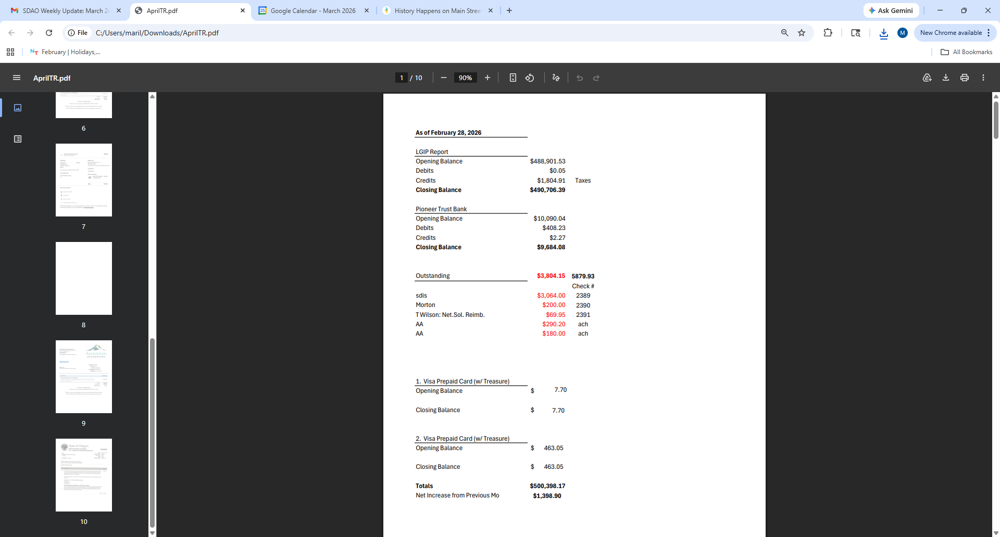 SDAO Weekly Update: March 2
AprilTR.pdf
Google Calendar - March 2026
History Happens on Main Stree
Ask Gemini
File
C:/Users/maril/Downloads/AprilTR.pdf
M
New Chrome available
February | Holidays,...
All Bookmarks
AprilTR.pdf
1 / 10
90%
6
7
8
Ascension
ACCOUNTING
INVOICE
9
State of Oregon
10
As of February 28, 2026
LGIP Report
Opening Balance $488,901.53
Debits $0.05
Credits $1,804.91 Taxes
Closing Balance $490,706.39
Pioneer Trust Bank
Opening Balance $10,090.04
Debits $408.23
Credits $2.27
Closing Balance $9,684.08
Outstanding $3,804.15 5879.93
Check #
sdis $3,064.00 2389
Morton $200.00 2390
T Wilson: Net.Sol. Reimb. $69.95 2391
AA $290.20 ach
AA $180.00 ach
1. Visa Prepaid Card (w/ Treasure)
Opening Balance $ 7.70
Closing Balance $ 7.70
2. Visa Prepaid Card (w/ Treasure)
Opening Balance $ 463.05
Closing Balance $ 463.05
Totals $500,398.17
Net Increase from Previous Mo $1,398.90